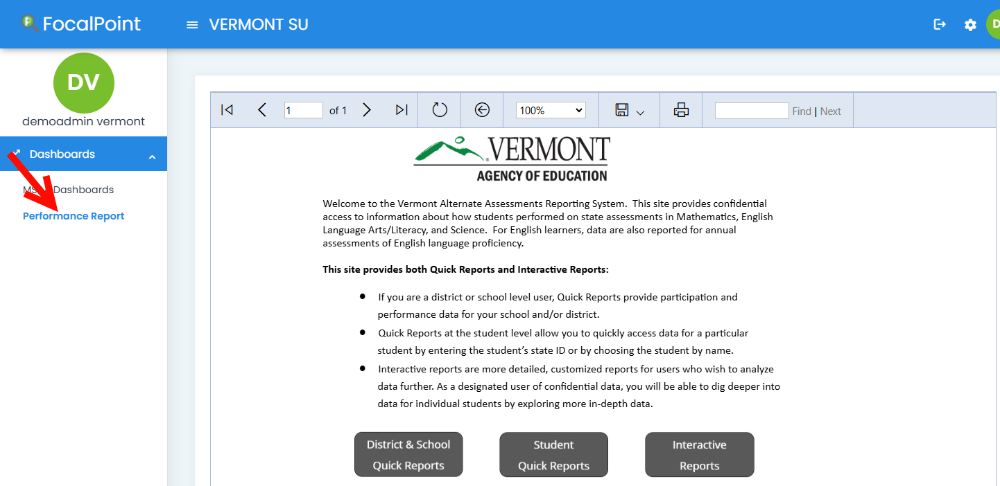 FocalPoint
VERMONT SU
D
DV
demoadmin vermont
Dashboards
Dashboards
Performance Report
1
of 1
100%
Find | Next
VERMONT
AGENCY OF EDUCATION
Welcome to the Vermont Alternate Assessments Reporting System. This site provides confidential
access to information about how students performed on state assessments in Mathematics, English
Language Arts/Literacy, and Science. For English learners, data are also reported for annual
assessments of English language proficiency.
This site provides both Quick Reports and Interactive Reports:
● If you are a district or school level user, Quick Reports provide participation and
performance data for your school and/or district.
● Quick Reports at the student level allow you to quickly access data for a particular
student by entering the student’s state ID or by choosing the student by name.
● Interactive reports are more detailed, customized reports for users who wish to analyze
data further. As a designated user of confidential data, you will be able to dig deeper into
data for individual students by exploring more in-depth data.
District & School
Quick Reports
Student
Quick Reports
Interactive
Reports